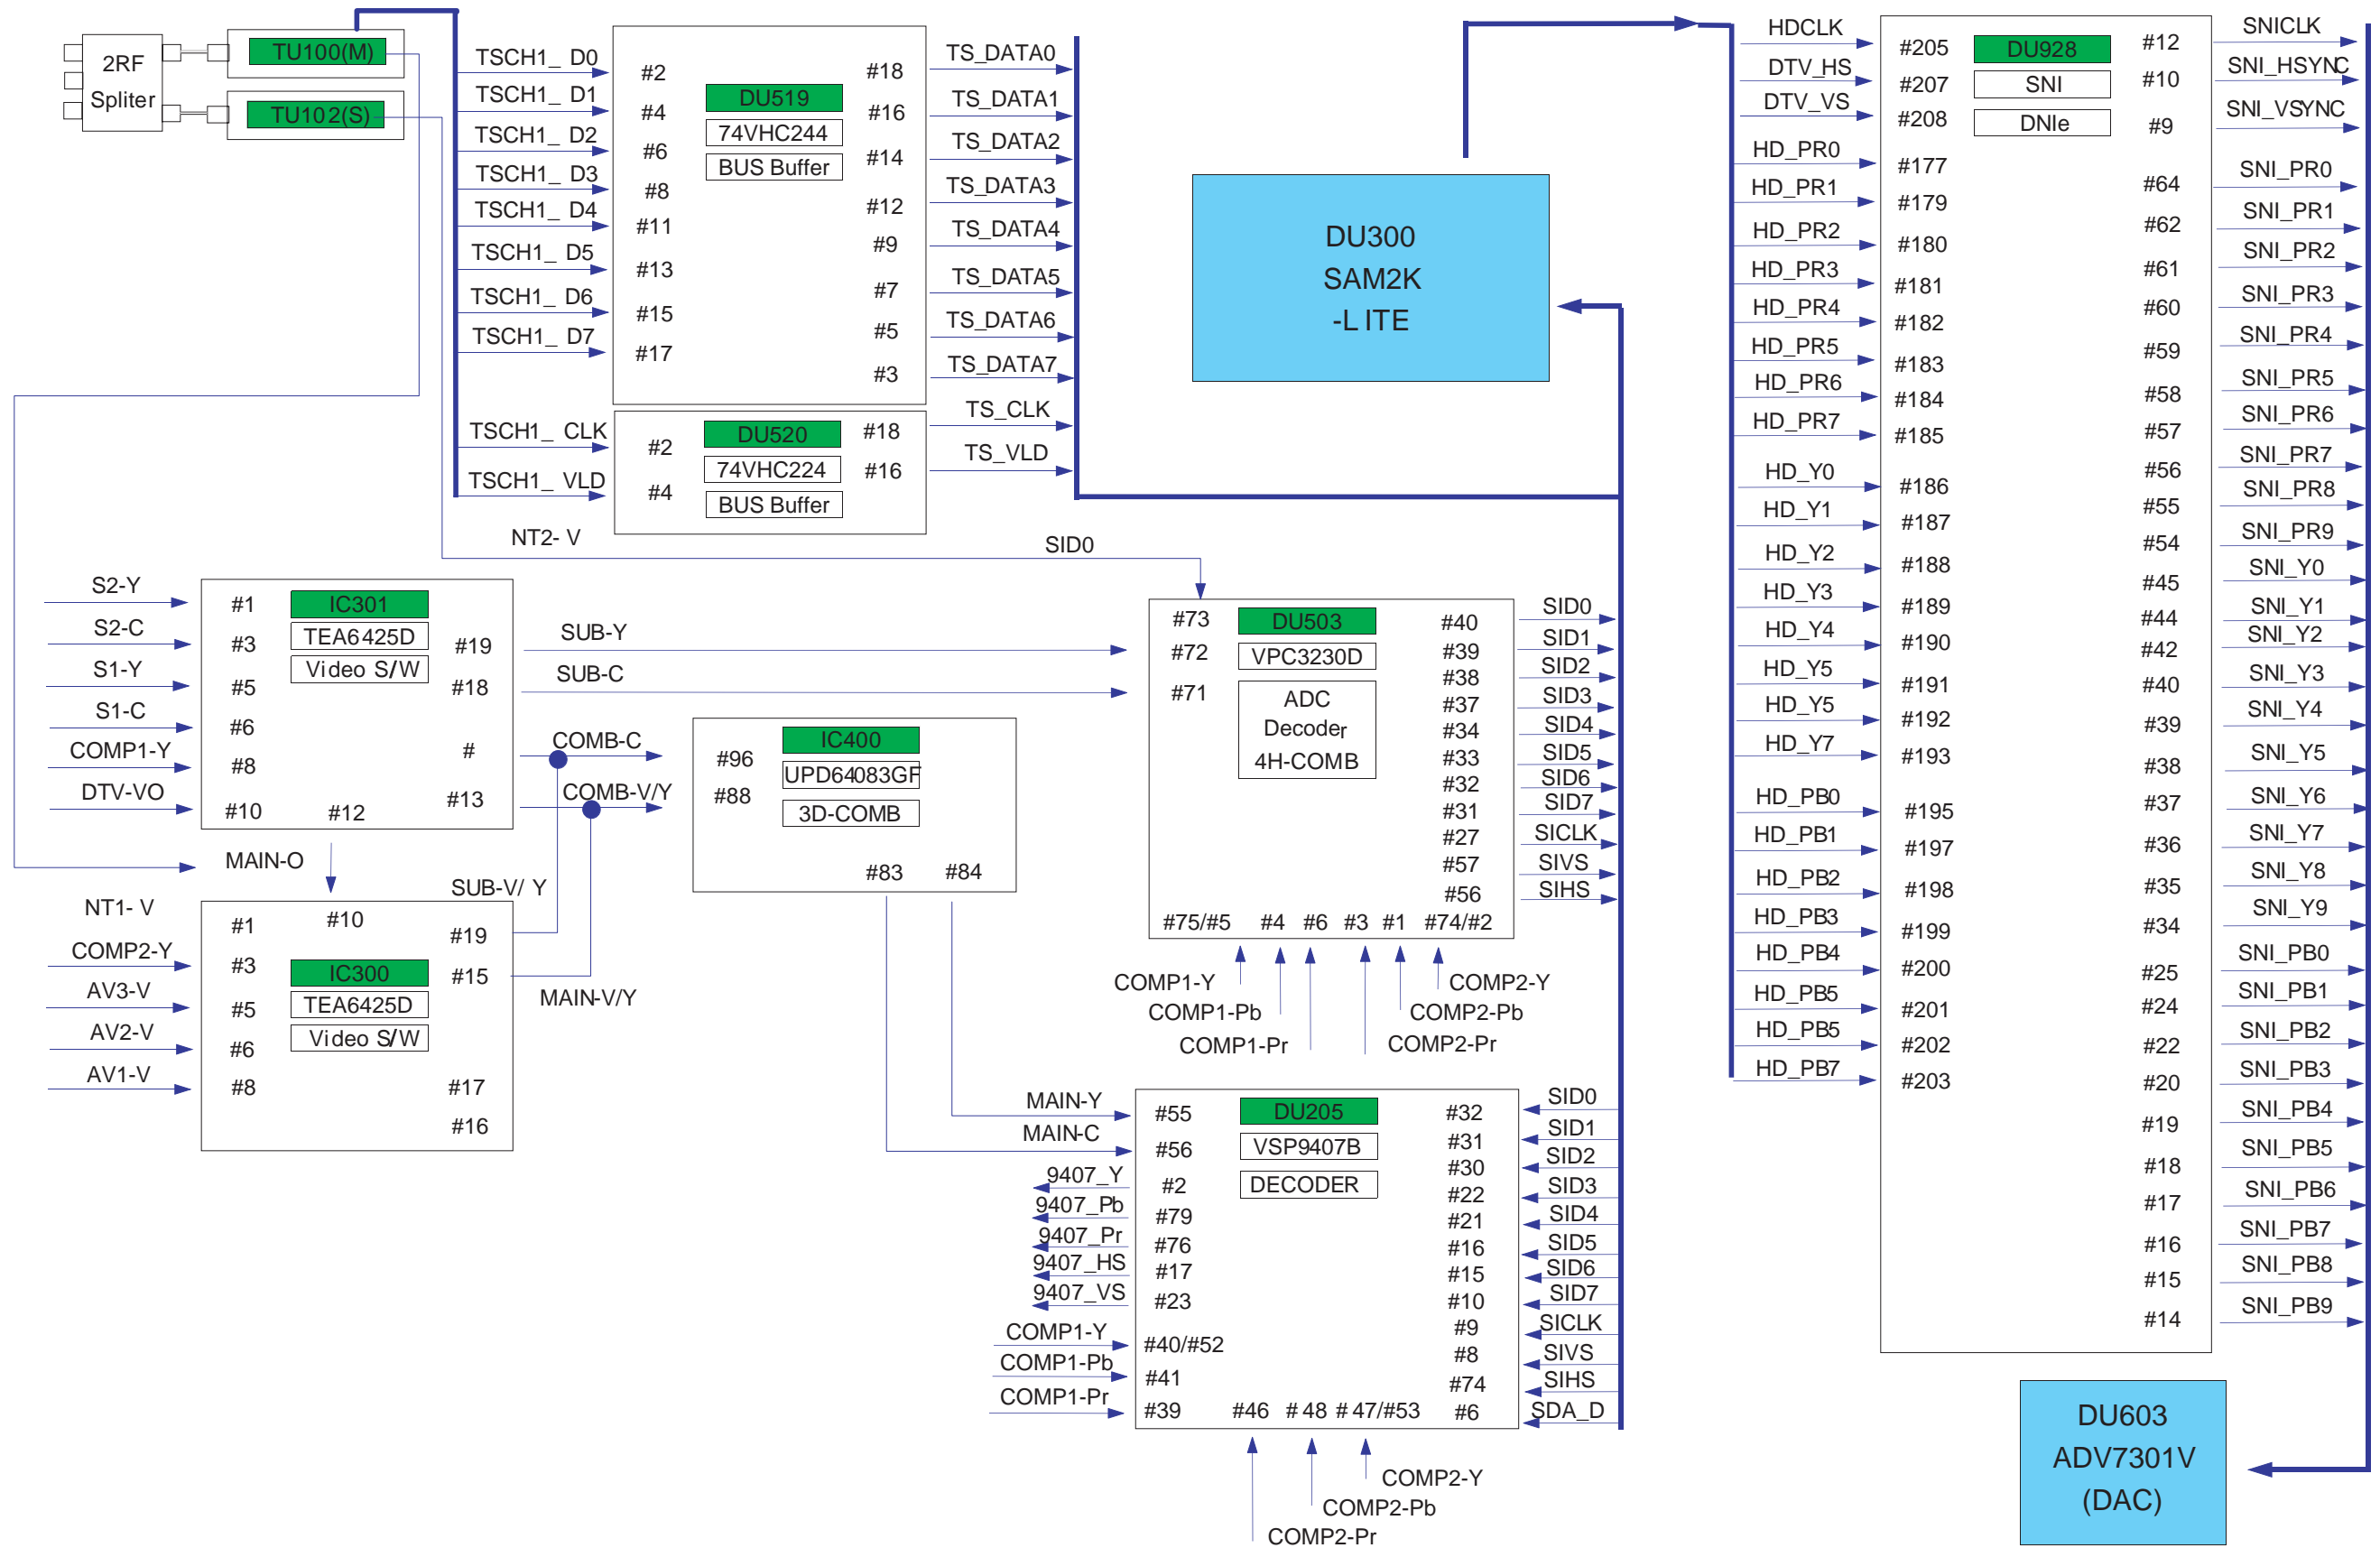 2RF
Spliter
TU100(M)
TU102(S)
TSCH1_ D0
TSCH1_ D1
TSCH1_ D2
TSCH1_ D3
TSCH1_ D4
TSCH1_ D5
TSCH1_ D6
TSCH1_ D7
TSCH1_ CLK
TSCH1_ VLD
#2
#4
#6
#8
#11
#13
#15
#17
DU519
74VHC244
BUS Buffer
#18
#16
#14
#12
#9
#7
#5
#3
#2
#4
DU520
74VHC224
BUS Buffer
#18
#16
TS_DATA0
TS_DATA1
TS_DATA2
TS_DATA3
TS_DATA4
TS_DATA5
TS_DATA6
TS_DATA7
TS_CLK
TS_VLD
NT2- V
SID0
DU300
SAM2K
-L ITE
S2-Y
S2-C
S1-Y
S1-C
COMP1-Y
DTV-VO
#1
#3
#5
#6
#8
#10
#12
IC301
TEA6425D
Video S/W
#19
#18
#
#13
SUB-Y
SUB-C
COMB-C
COMB-V/Y
MAIN-O
SUB-V/ Y
NT1- V
COMP2-Y
AV3-V
AV2-V
AV1-V
#1
#3
#5
#6
#8
#10
IC300
TEA6425D
Video S/W
#19
#15
#17
#16
MAIN-V/Y
#96
#88
IC400
UPD64083GF
3D-COMB
#83
#84
#73
#72
#71
DU503
VPC3230D
ADC
Decoder
4H-COMB
#40
#39
#38
#37
#34
#33
#32
#31
#27
#57
#56
#75/#5
#4
#6
#3
#1
#74/#2
SID0
SID1
SID2
SID3
SID4
SID5
SID6
SID7
SICLK
SIVS
SIHS
COMP1-Y
COMP1-Pb
COMP1-Pr
COMP2-Y
COMP2-Pb
COMP2-Pr
MAIN-Y
MAIN-C
9407_Y
9407_Pb
9407_Pr
9407_HS
9407_VS
COMP1-Y
COMP1-Pb
COMP1-Pr
#55
#56
#2
#79
#76
#17
#23
#40/#52
#41
#39
DU205
VSP9407B
DECODER
#32
#31
#30
#22
#21
#16
#15
#10
#9
#8
#74
#6
#46
# 48
# 47/#53
SID0
SID1
SID2
SID3
SID4
SID5
SID6
SID7
SICLK
SIVS
SIHS
SDA_D
COMP2-Y
COMP2-Pb
COMP2-Pr
HDCLK
DTV_HS
DTV_VS
HD_PR0
HD_PR1
HD_PR2
HD_PR3
HD_PR4
HD_PR5
HD_PR6
HD_PR7
HD_Y0
HD_Y1
HD_Y2
HD_Y3
HD_Y4
HD_Y5
HD_Y5
HD_Y7
HD_PB0
HD_PB1
HD_PB2
HD_PB3
HD_PB4
HD_PB5
HD_PB5
HD_PB7
#205
#207
#208
#177
#179
#180
#181
#182
#183
#184
#185
#186
#187
#188
#189
#190
#191
#192
#193
#195
#197
#198
#199
#200
#201
#202
#203
DU928
SNI
DNIe
#12
#10
#9
#64
#62
#61
#60
#59
#58
#57
#56
#55
#54
#45
#44
#42
#40
#39
#38
#37
#36
#35
#34
#25
#24
#22
#20
#19
#18
#17
#16
#15
#14
SNICLK
SNI_HSYNC
SNI_VSYNC
SNI_PR0
SNI_PR1
SNI_PR2
SNI_PR3
SNI_PR4
SNI_PR5
SNI_PR6
SNI_PR7
SNI_PR8
SNI_PR9
SNI_Y0
SNI_Y1
SNI_Y2
SNI_Y3
SNI_Y4
SNI_Y5
SNI_Y6
SNI_Y7
SNI_Y8
SNI_Y9
SNI_PB0
SNI_PB1
SNI_PB2
SNI_PB3
SNI_PB4
SNI_PB5
SNI_PB6
SNI_PB7
SNI_PB8
SNI_PB9
DU603
ADV7301V
(DAC)